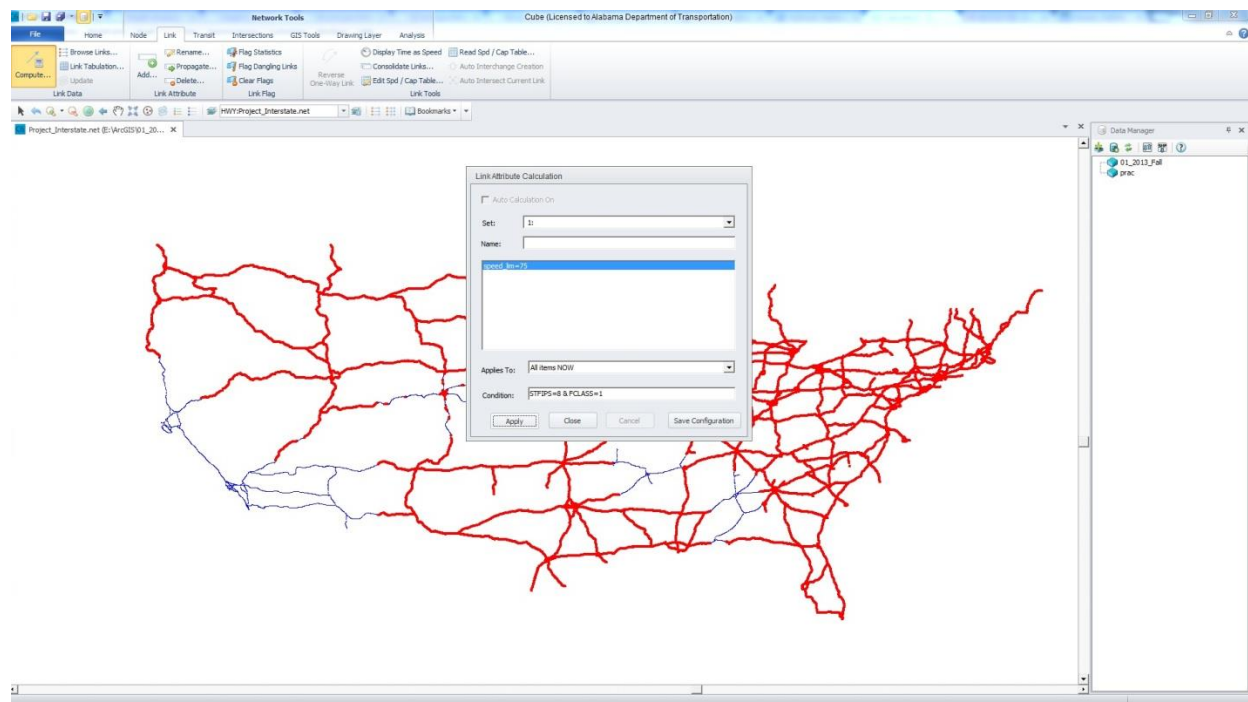 Network Tools
Cube (Licensed to Alabama Department of Transportation)
File Home Node Link Transit Intersections GIS Tools Drawing Layer Analysis
Compute...
Browse Links...
Link Tabulation...
Update
Link Data
Add...
Rename...
Propagate...
Delete...
Link Attribute
Flag Statistics
Flag Dangling Links
Clear Flags
Link Flag
Reverse
One-Way Link
Display Time as Speed
Consolidate Links...
Edit Spd / Cap Table...
Read Spd / Cap Table...
Auto Interchange Creation
Auto Intersect Current Link
Link Tools
HWY:Project_Interstate.net
Bookmarks
Project_Interstate.net (E:\ArcGIS\01_20...
Data Manager
01_2013_Fall
prac
Link Attribute Calculation
Auto Calculation On
Set: 1:
Name:
speed_lim=75
Applies To: All items NOW
Condition: STFIPS=8 & FCLASS=1
Apply Close Cancel Save Configuration